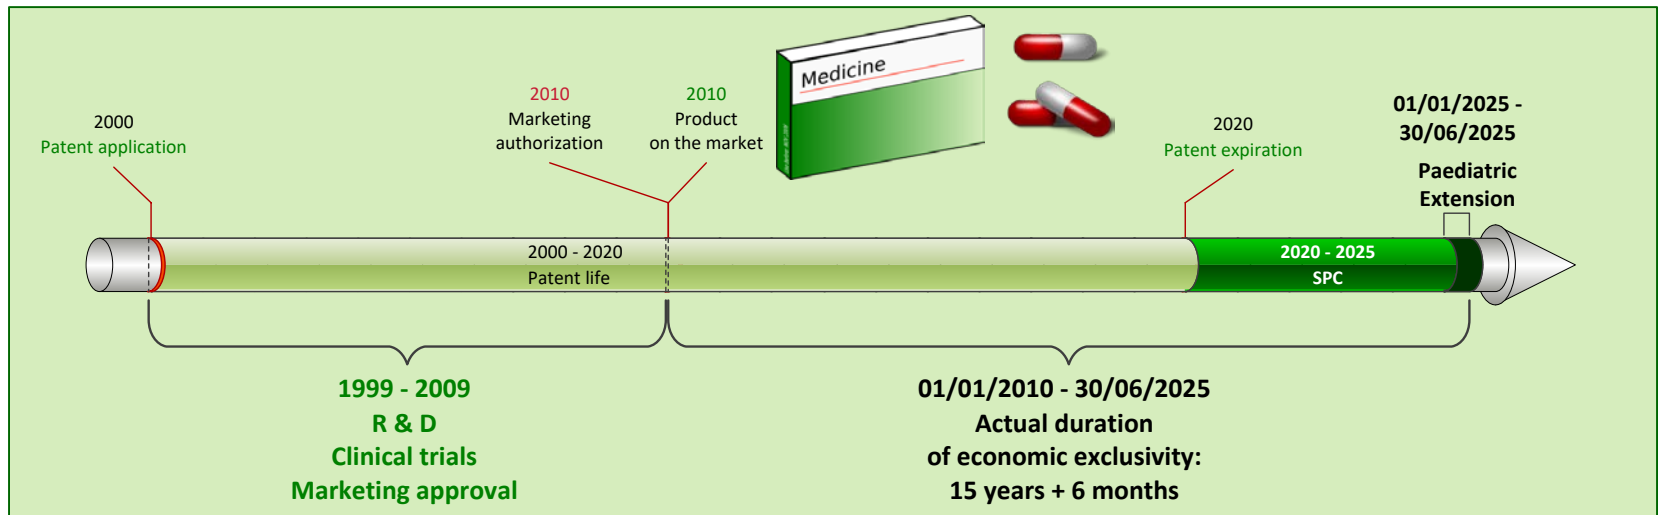 2000
Patent application
2010
Marketing
authorization
2010
Product
on the market
Medicine
2020
Patent expiration
01/01/2025 -
30/06/2025
Paediatric
Extension
2000 - 2020
Patent life
2020 - 2025
SPC
1999 - 2009
R & D
Clinical trials
Marketing approval
01/01/2010 - 30/06/2025
Actual duration
of economic exclusivity:
15 years + 6 months